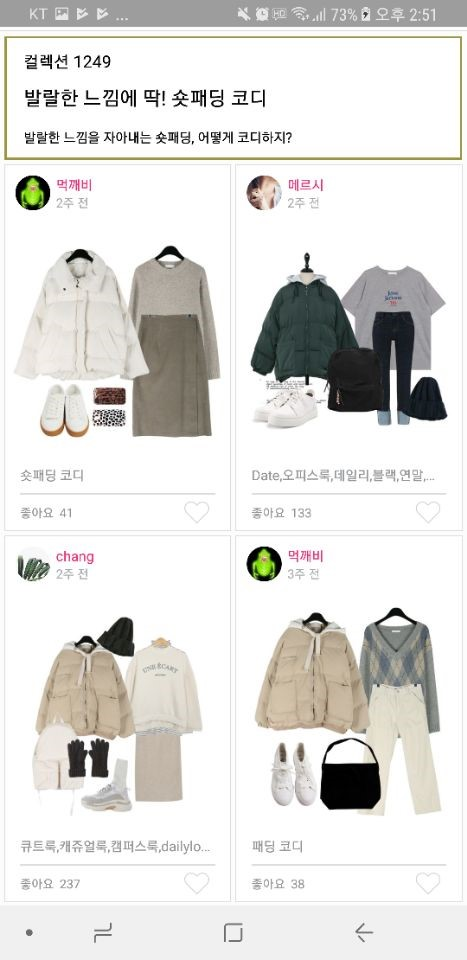 KT ... 73% 오후 2:51
컬렉션 1249
발랄한 느낌에 딱! 숏패딩 코디
발랄한 느낌을 자아내는 숏패딩, 어떻게 코디하지?
먹깨비
2주 전
숏패딩 코디
좋아요 41
메르시
2주 전
Date,오피스룩,데일리,블랙,연말,...
좋아요 133
chang
2주 전
UNE ÉCART
큐트룩,캐쥬얼룩,캠퍼스룩,dailylo...
좋아요 237
먹깨비
3주 전
패딩 코디
좋아요 38